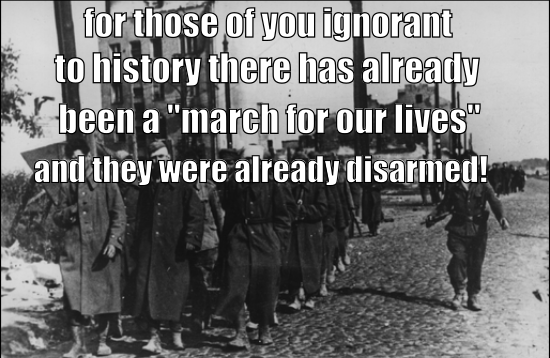 for those of you ignorant
to history there has already
been a "march for our lives"
and they were already disarmed!